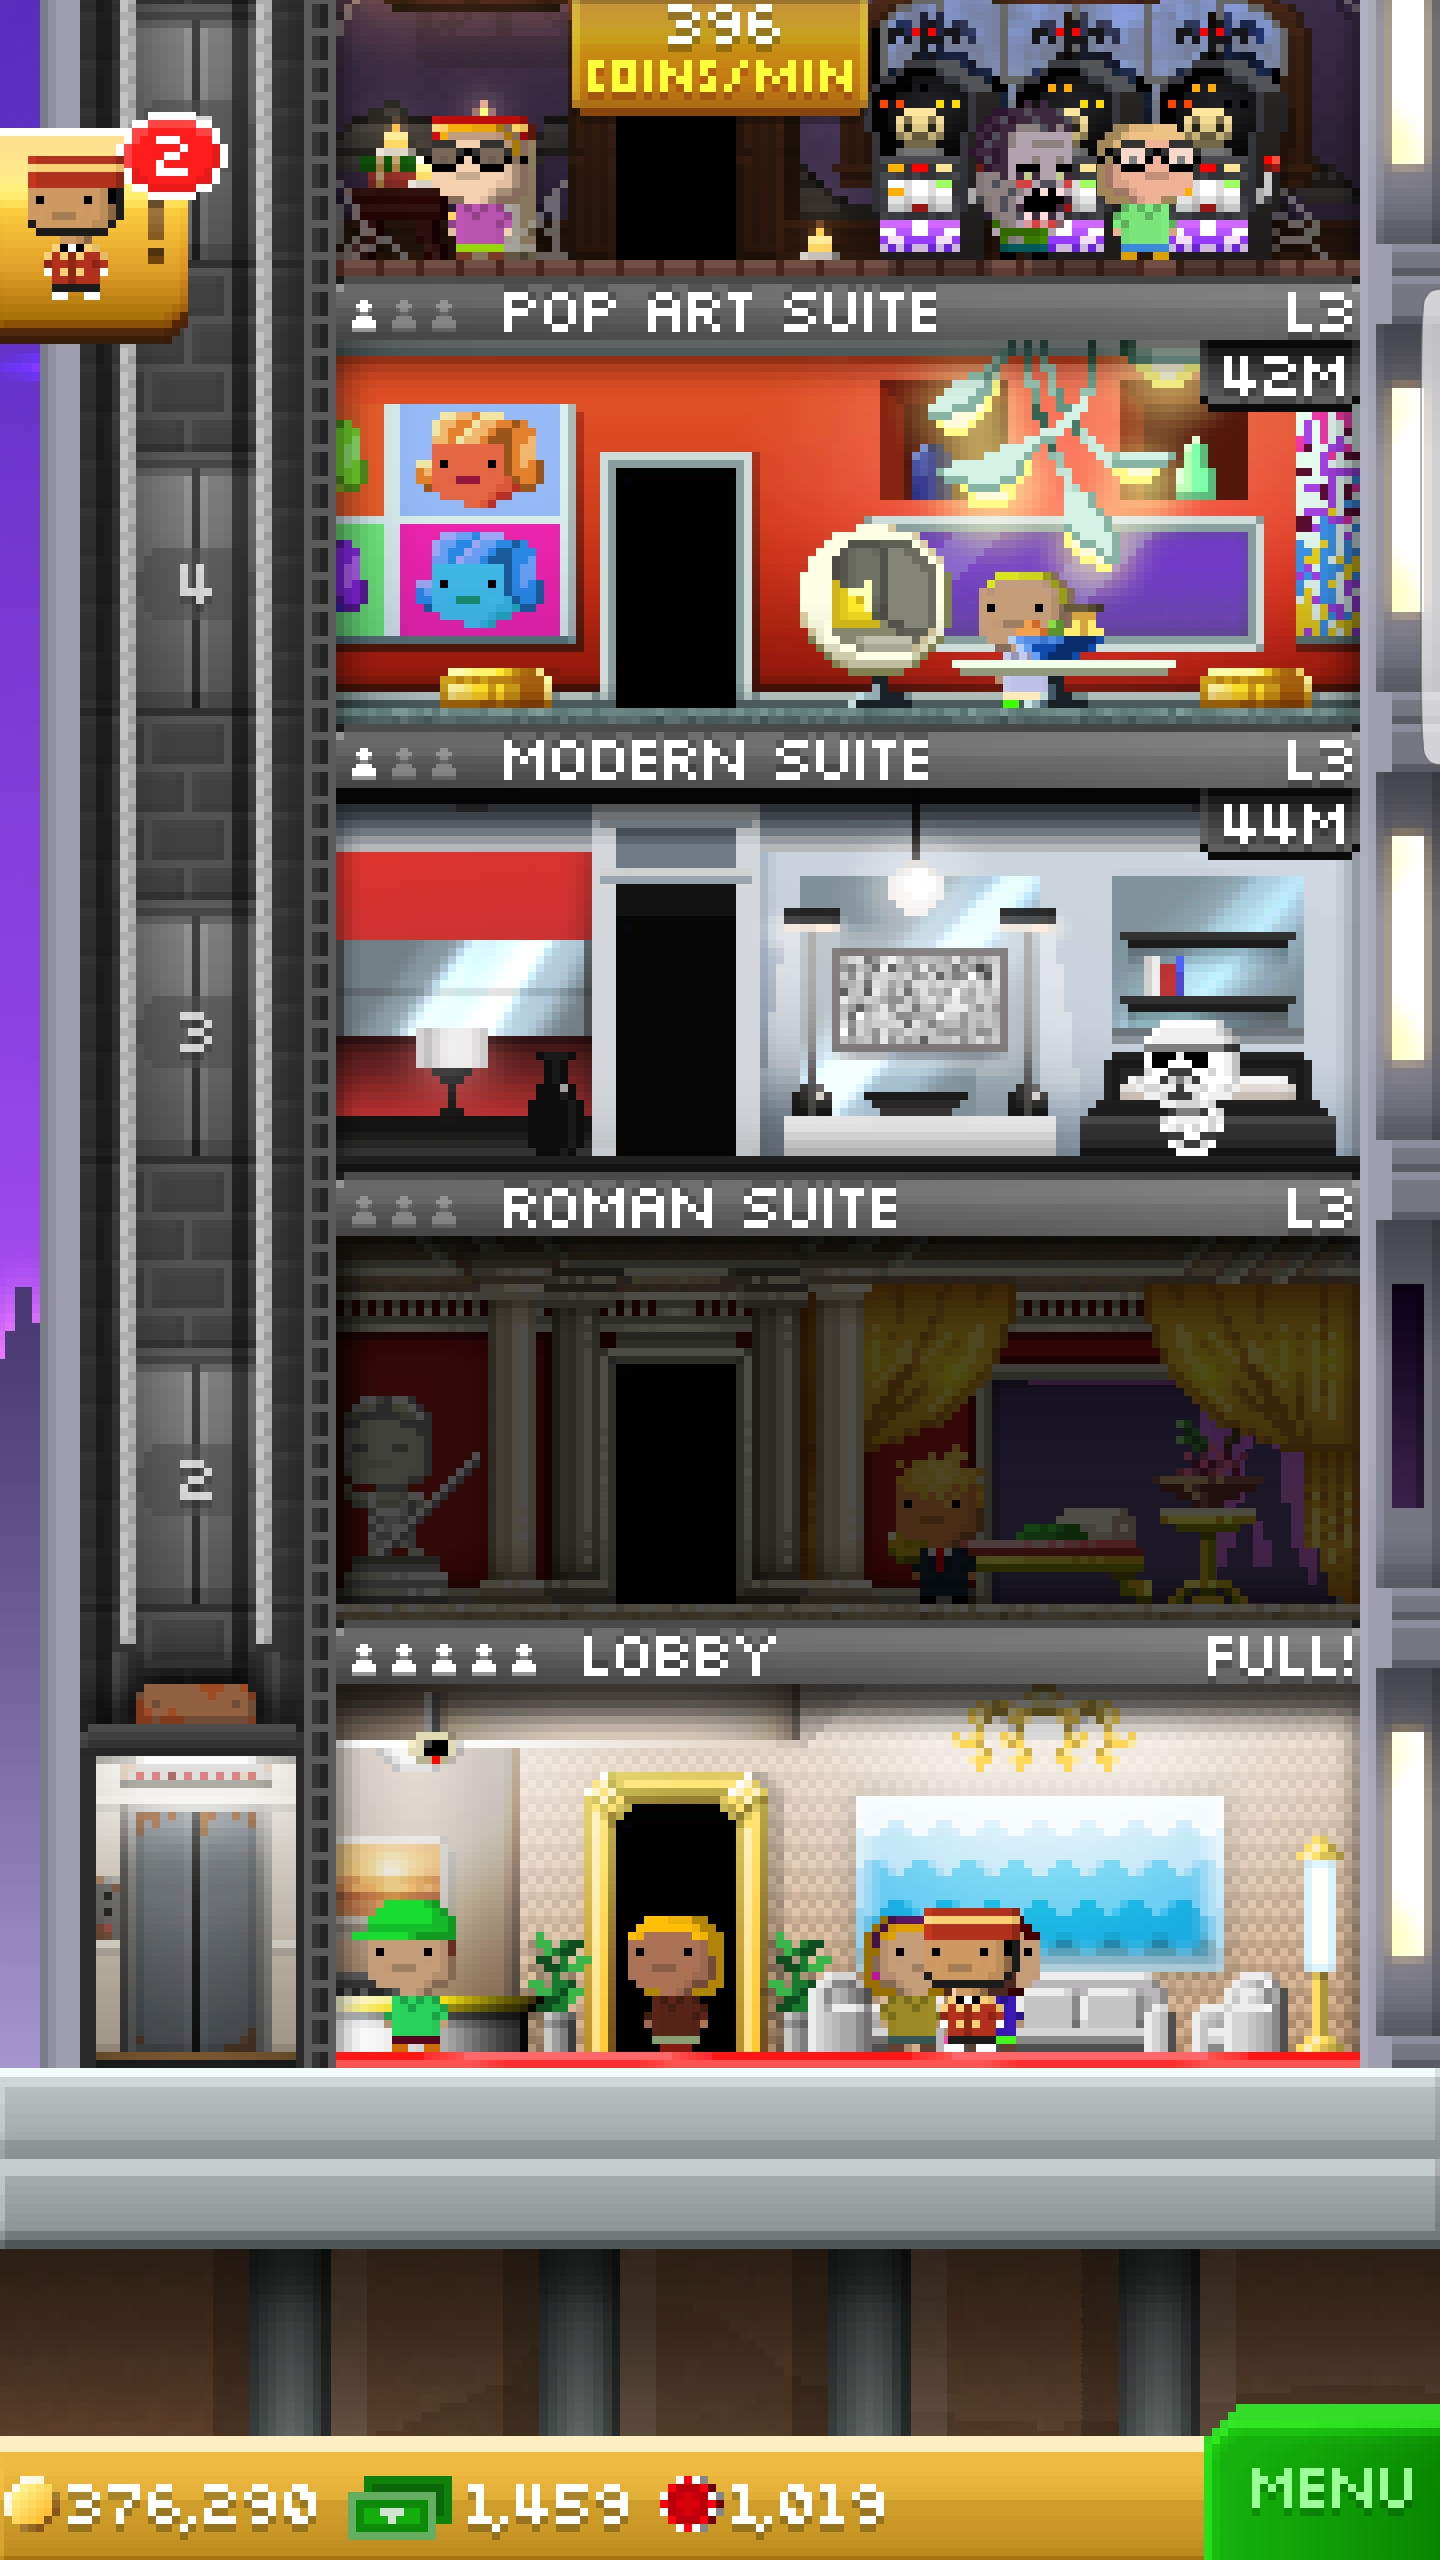 396
COINS/MIN
2
POP ART SUITE L3
42M
4
MODERN SUITE L3
44M
3
ROMAN SUITE L3
2
LOBBY FULL!
376,290 1,459 1,019
MENU